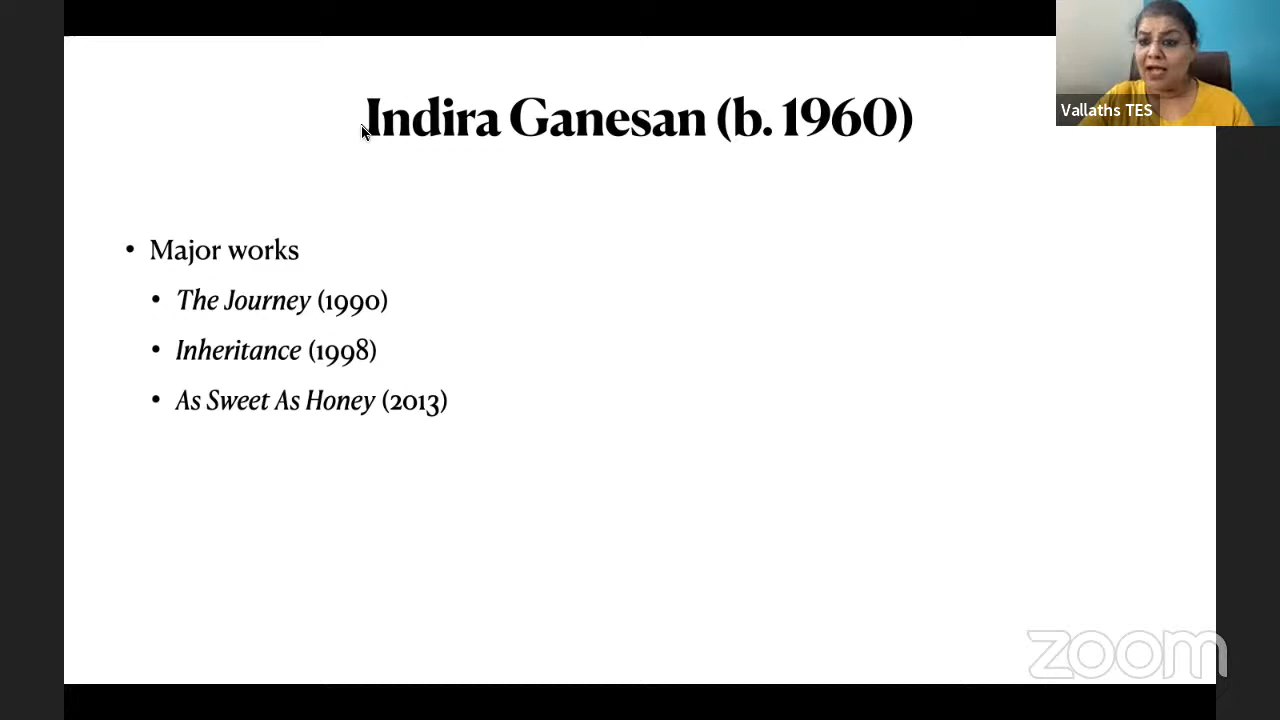 Indira Ganesan (b. 1960)
Vallaths TES
• Major works
• The Journey (1990)
• Inheritance (1998)
• As Sweet As Honey (2013)
zoom